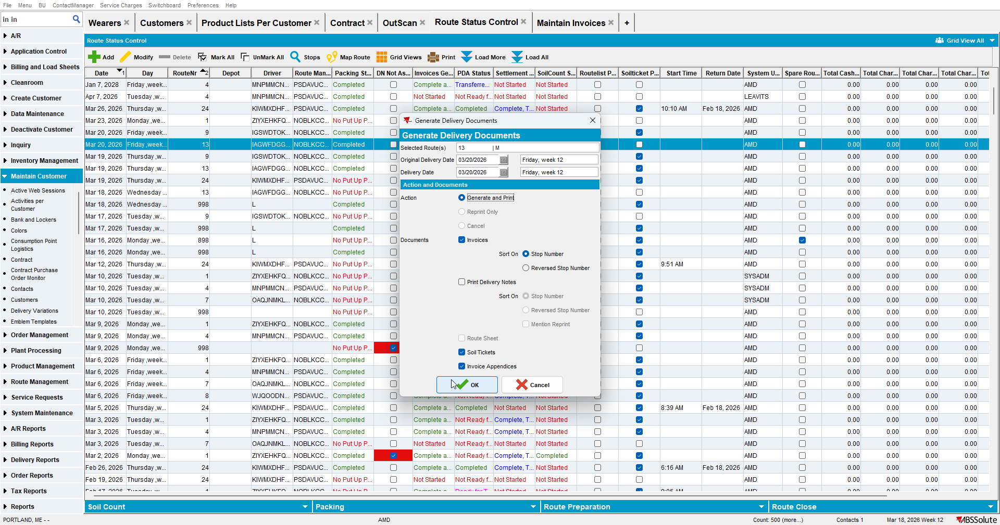 File Menu BU ContactManager Service Charges Switchboard Preferences Help
in in
Wearers Customers Product Lists Per Customer Contract OutScan Route Status Control Maintain Invoices +
Route Status Control Grid View All
Add Modify Delete Mark All UnMark All Stops Map Route Grid Views Print Load More Load All
A/R
Application Control
Billing and Load Sheets
Cleanroom
Create Customer
Data Maintenance
Deactivate Customer
Inquiry
Inventory Management
Maintain Customer
Active Web Sessions
Activities per
Customer
Bank and Lockers
Colors
Consumption Point
Logistics
Contract
Contract Purchase
Order Monitor
Contacts
Customers
Delivery Variations
Emblem Templates
Order Management
Plant Processing
Product Management
Route Management
Service Requests
System Maintenance
A/R Reports
Billing Reports
Delivery Reports
Order Reports
Tax Reports
Reports
Date 1 Day RouteNr 2 Depot Driver Route Man... Packing St... DN Not As... Invoices Ge... PDA Status Settlement ... SoilCount S... Routelist P... Soilticket P... Start Time Return Date System U... Spare Rou... Total Cash... Total Char... Total Char... Total Char... Tot
Jan 7, 2028 Friday ,week... 4 MNPMMCN... PSDAVUC... Completed Complete a... Transferre... Not Started Not Started AMD 0.00 0.00 0.00 0.00
Apr 7, 2026 Tuesday ,w... 4 MNPMMCN... PSDAVUC... Completed Not Started Not Ready f... Not Started Not Started LEAVITS 0.00 0.00 0.00 0.00
Mar 26, 2026 Thursday ,w... 24 KIWMXDHF... PSDAVUC... Completed Complete a... Completed Complete, T... Not Started 10:10 AM Feb 18, 2026 AMD 0.00 0.00 0.00 0.00
Mar 23, 2026 Monday ,we... 1 ZIYXEHKFQ... NOBLKCC... No Put Up P... AMD 0.00 0.00 0.00 0.00
Mar 20, 2026 Friday ,week... 9 IGSWDTOK... NOBLKCC... Completed AMD 0.00 0.00 0.00 0.00
Mar 20, 2026 Friday ,week... 13 IAGWFDGG... NOBLKCC... Completed AMD 0.00 0.00 0.00 0.00
Mar 19, 2026 Thursday ,w... 9 IGSWDTOK... NOBLKCC... Completed AMD 0.00 0.00 0.00 0.00
Mar 19, 2026 Thursday ,w... 13 IAGWFDGG... NOBLKCC... Completed AMD 0.00 0.00 0.00 0.00
Mar 19, 2026 Thursday ,w... 24 KIWMXDHF... PSDAVUC... No Put Up P... AMD 0.00 0.00 0.00 0.00
Mar 18, 2026 Wednesday ... 13 IAGWFDGG... NOBLKCC... No Put Up P... AMD 0.00 0.00 0.00 0.00
Mar 18, 2026 Wednesday ... 998 L Completed AMD 0.00 0.00 0.00 0.00
Mar 17, 2026 Tuesday ,w... 9 IGSWDTOK... NOBLKCC... No Put Up P... AMD 0.00 0.00 0.00 0.00
Mar 17, 2026 Tuesday ,w... 998 L Completed AMD 0.00 0.00 0.00 0.00
Mar 16, 2026 Monday ,we... 898 L No Put Up P... AMD 0.00 0.00 0.00 0.00
Mar 16, 2026 Monday ,we... 998 L Completed AMD 0.00 0.00 0.00 0.00
Mar 12, 2026 Thursday ,w... 24 KIWMXDHF... PSDAVUC... No Put Up P... 9:51 AM AMD 0.00 0.00 0.00 0.00
Mar 10, 2026 Tuesday ,w... 1 ZIYXEHKFQ... NOBLKCC... No Put Up P... SYSADM 0.00 0.00 0.00 0.00
Mar 10, 2026 Tuesday ,w... 4 MNPMMCN... PSDAVUC... No Put Up P... SYSADM 0.00 0.00 0.00 0.00
Mar 10, 2026 Tuesday ,w... 7 OAQJNMKL... NOBLKCC... No Put Up P... SYSADM 0.00 0.00 0.00 0.00
Mar 10, 2026 Tuesday ,w... 998 No Put Up P... AMD 0.00 0.00 0.00 0.00
Mar 9, 2026 Monday ,we... 1 ZIYXEHKFQ... NOBLKCC... Completed AMD 0.00 0.00 0.00 0.00
Mar 9, 2026 Monday ,we... 4 MNPMMCN... PSDAVUC... Completed AMD 0.00 0.00 0.00 0.00
Mar 9, 2026 Monday ,we... 998 No Put Up P... AMD 0.00 0.00 0.00 0.00
Mar 6, 2026 Friday ,week... 1 ZIYXEHKFQ... NOBLKCC... Completed AMD 0.00 0.00 0.00 0.00
Mar 6, 2026 Friday ,week... 4 MNPMMCN... PSDAVUC... Completed AMD 0.00 0.00 0.00 0.00
Mar 6, 2026 Friday ,week... 7 OAQJNMKL... NOBLKCC... Completed AMD 0.00 0.00 0.00 0.00
Mar 6, 2026 Friday ,week... 8 WJQOODN... PSDAVUC... Completed Complete a... Not Ready f... Not Started Not Started AMD 0.00 0.00 0.00 0.00
Mar 5, 2026 Thursday ,w... 24 KIWMXDHF... PSDAVUC... Completed Complete a... Completed Not Started Not Started 8:39 AM Feb 18, 2026 AMD 0.00 0.00 0.00 0.00
Mar 3, 2026 Tuesday ,w... 1 ZIYXEHKFQ... NOBLKCC... Completed Complete a... Not Ready f... Complete, T... Not Started AMD 0.00 0.00 0.00 0.00
Mar 3, 2026 Tuesday ,w... 4 MNPMMCN... PSDAVUC... Completed Complete a... Not Ready f... Complete, T... Not Started AMD 0.00 0.00 0.00 0.00
Mar 3, 2026 Tuesday ,w... 7 OAQJNMKL... NOBLKCC... No Put Up P... Not Started Not Ready f... Not Started Not Started AMD 0.00 0.00 0.00 0.00
Mar 2, 2026 Monday ,we... 1 ZIYXEHKFQ... NOBLKCC... Completed Complete a... Not Ready f... Complete, T... Completed AMD 0.00 0.00 0.00 0.00
Feb 26, 2026 Thursday ,w... 24 KIWMXDHF... PSDAVUC... Completed Complete a... Completed Complete, T... Not Started 6:16 AM Feb 18, 2026 AMD 0.00 0.00 0.00 0.00
Feb 19, 2026 Thursday ,w... 24 KIWMXDHF... PSDAVUC... No Put Up P... Not Started Not Ready f... Not Started Not Started AMD 0.00 0.00 0.00 0.00
Feb 17, 2026 Tuesday ,w... 1 ZIYXEHKFQ... NOBLKCC... No Put Up P... Complete a... Ready for T... Not Started Not Started AMD 0.00 0.00 0.00 0.00
Generate Delivery Documents
Generate Delivery Documents
Selected Route(s) 13 | M
Original Delivery Date 03/20/2026 Friday, week 12
Delivery Date 03/20/2026 Friday, week 12
Action and Documents
Action Generate and Print
Reprint Only
Cancel
Documents Invoices
Sort On Stop Number
Reversed Stop Number
Print Delivery Notes
Sort On Stop Number
Reversed Stop Number
Mention Reprint
Route Sheet
Soil Tickets
Invoice Appendices
OK Cancel
Soil Count Packing Route Preparation Route Close
PORTLAND, ME - - AMD Count: 500 (more...) Contacts 1 Mar 18, 2026 Week 12 ABSSolute